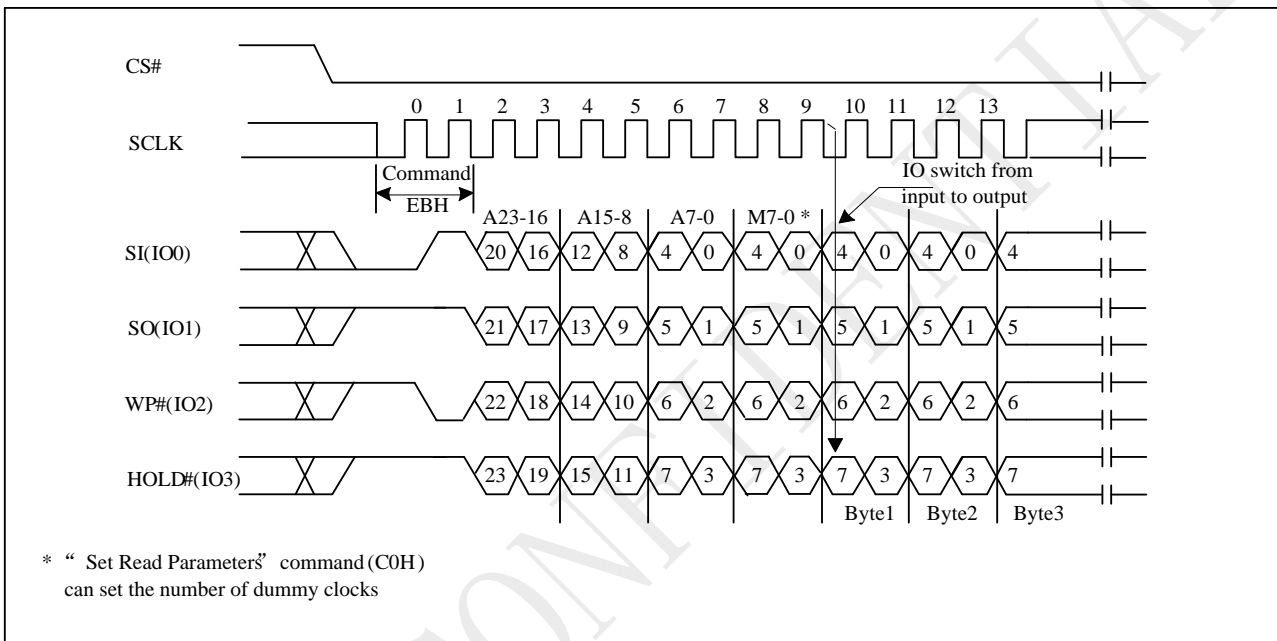 CS#
0 1 2 3 4 5 6 7 8 9 10 11 12 13
SCLK
Command
EBH
IO switch from
input to output
A23-16 A15-8 A7-0 M7-0 *
SI(IO0) 20 16 12 8 4 0 4 0 4 0 4 0 4
SO(IO1) 21 17 13 9 5 1 5 1 5 1 5 1 5
WP#(IO2) 22 18 14 10 6 2 6 2 6 2 6 2 6
HOLD#(IO3) 23 19 15 11 7 3 7 3 7 3 7 3 7
Byte1 Byte2 Byte3
* “ Set Read Parameters” command (C0H)
can set the number of dummy clocks